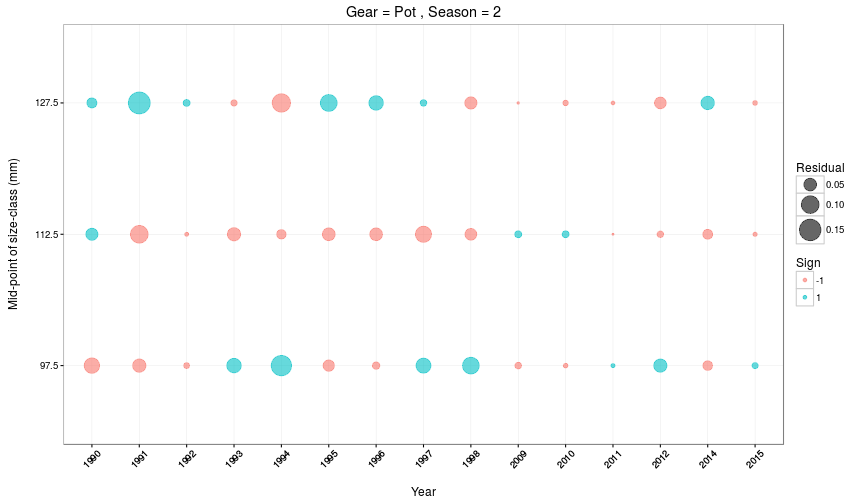 Gear = Pot , Season = 2
Mid-point of size-class (mm)
127.5
112.5
97.5
1990 1991 1992 1993 1994 1995 1996 1997 1998 2009 2010 2011 2012 2014 2015
Year
Residual
0.05
0.10
0.15
Sign
-1
1